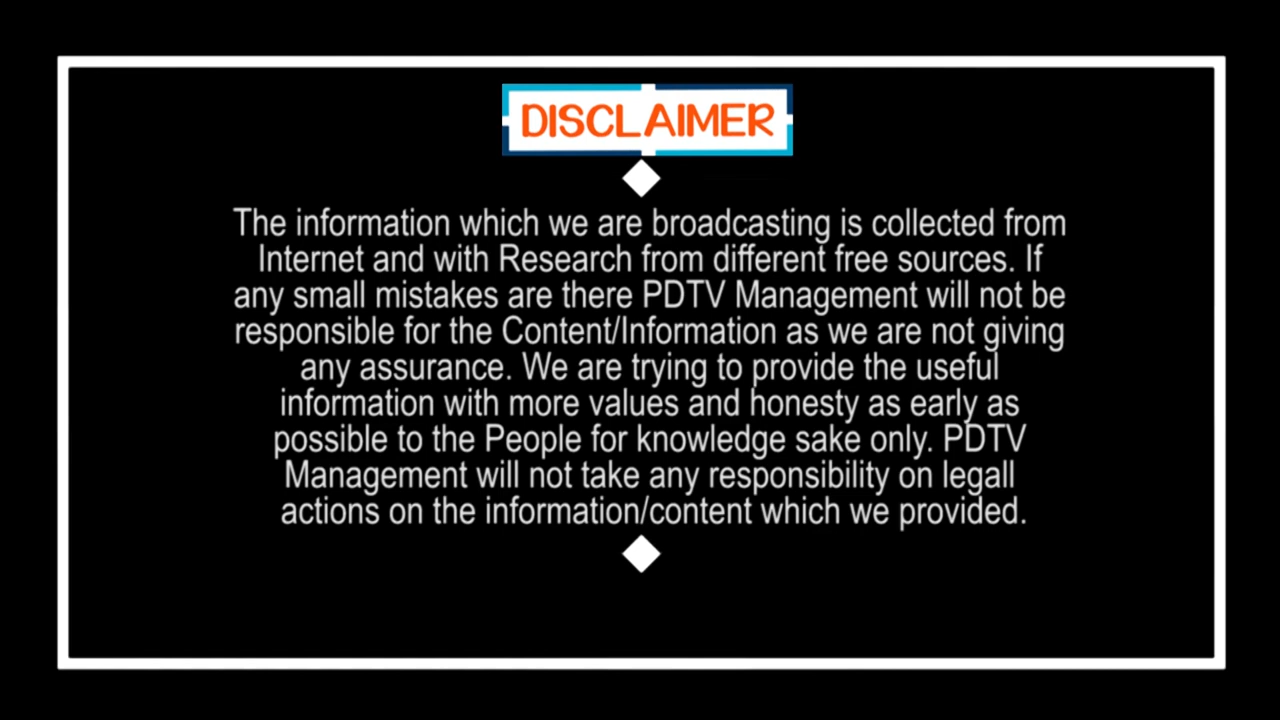 DISCLAIMER
The information which we are broadcasting is collected from
Internet and with Research from different free sources. If
any small mistakes are there PDTV Management will not be
responsible for the Content/Information as we are not giving
any assurance. We are trying to provide the useful
information with more values and honesty as early as
possible to the People for knowledge sake only. PDTV
Management will not take any responsibility on legall
actions on the information/content which we provided.